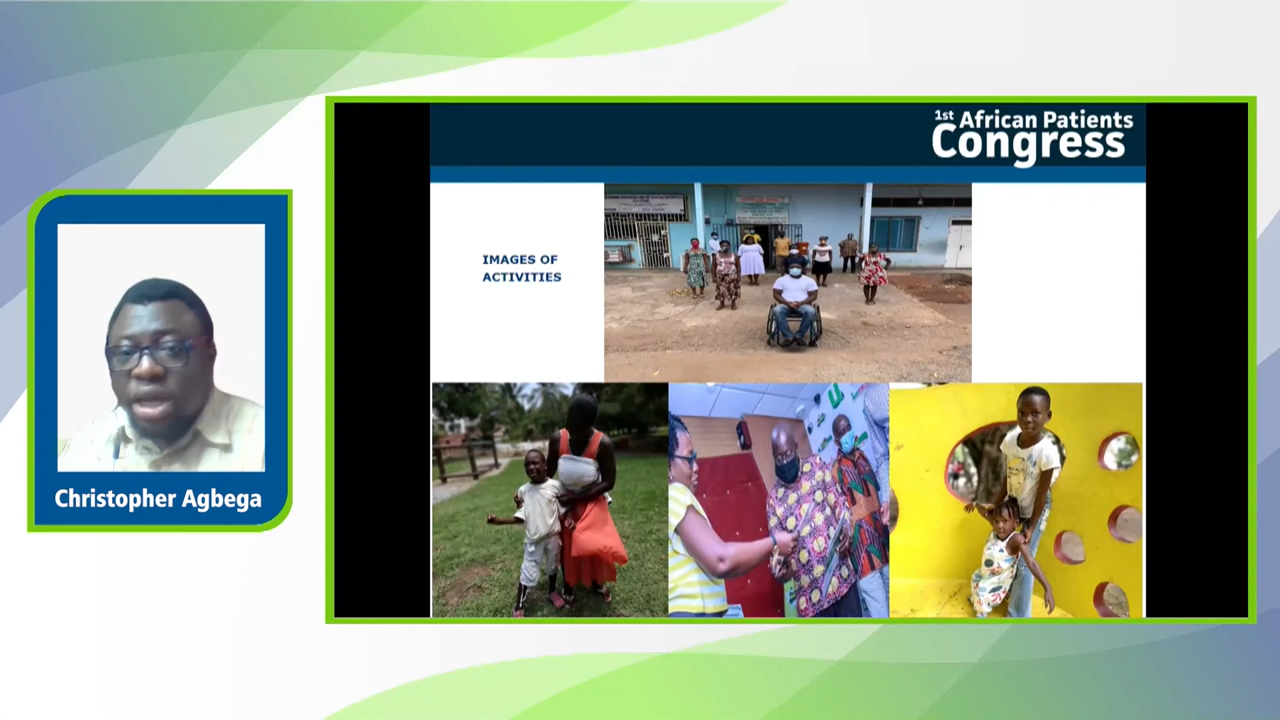 1st African Patients
Congress
IMAGES OF
ACTIVITIES
Christopher Agbega